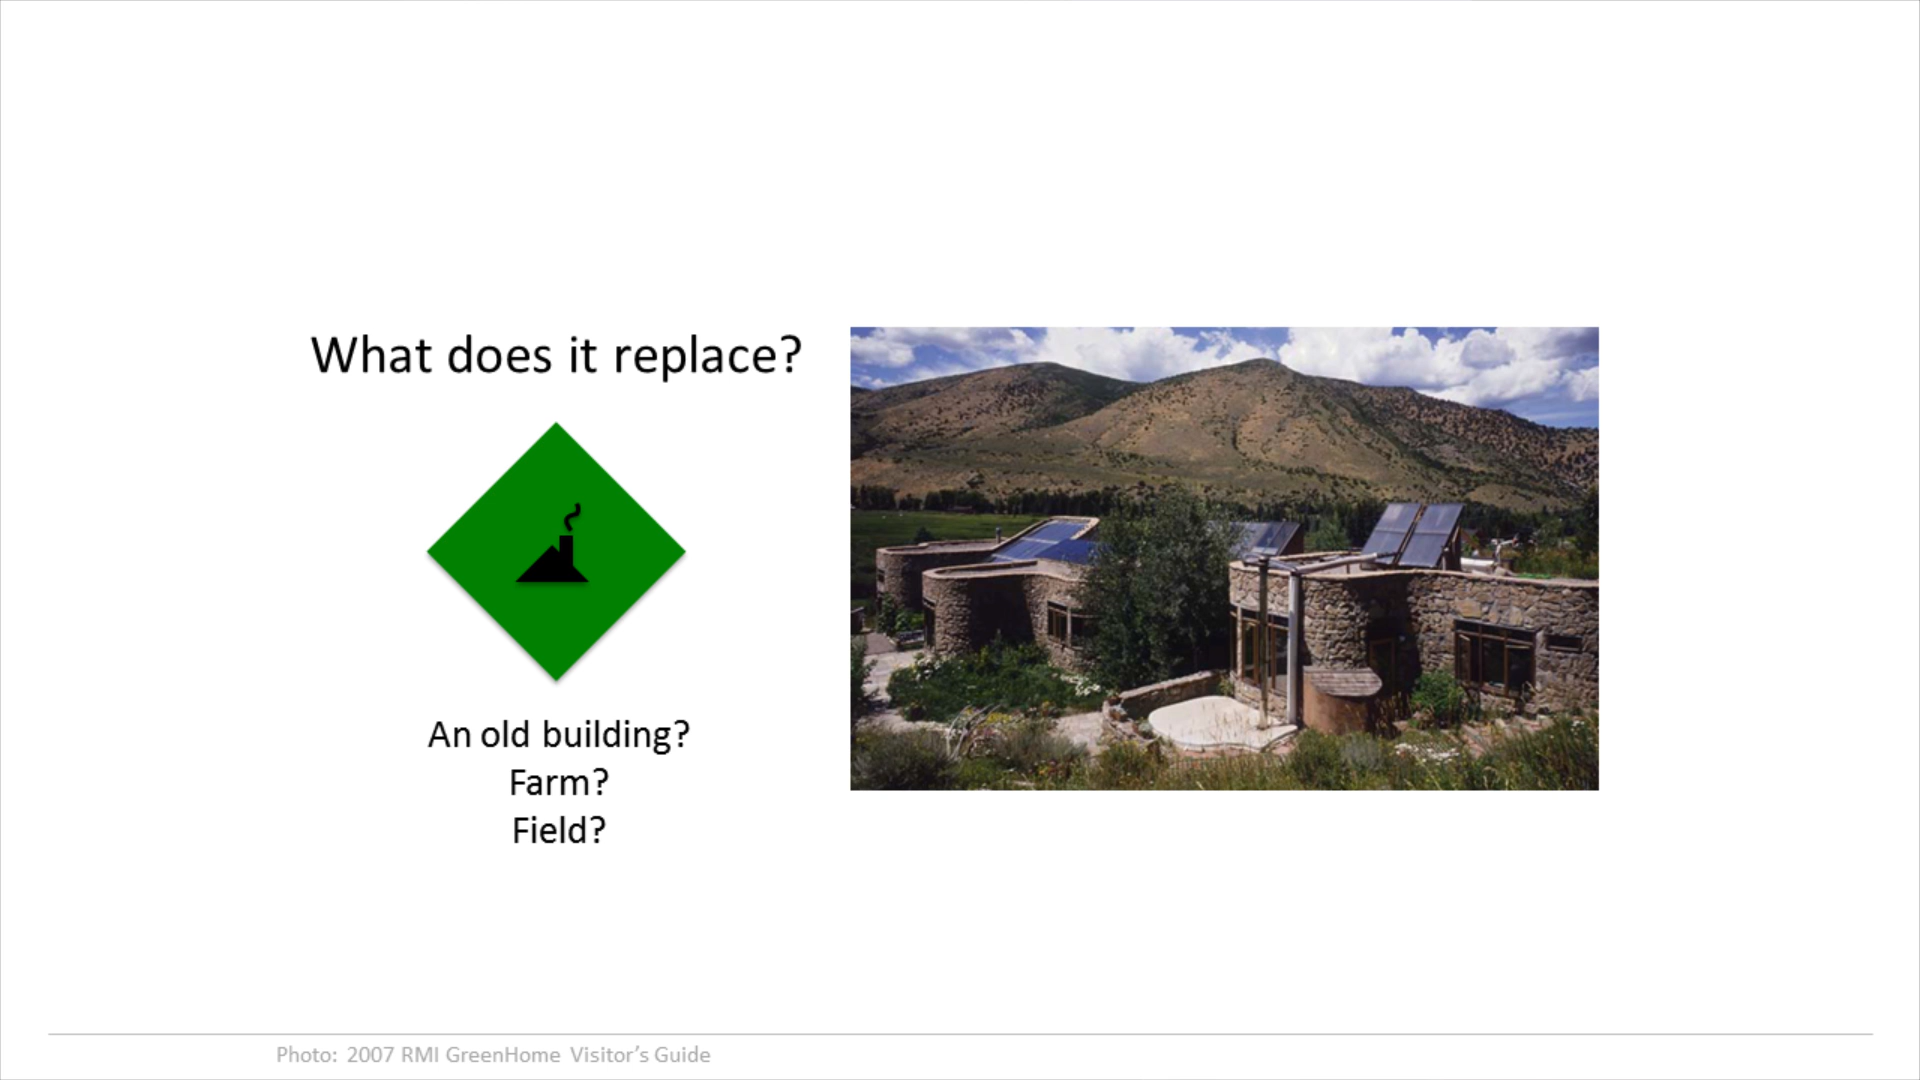 What does it replace?
An old building?
Farm?
Field?
Photo: 2007 RMI GreenHome Visitor’s Guide